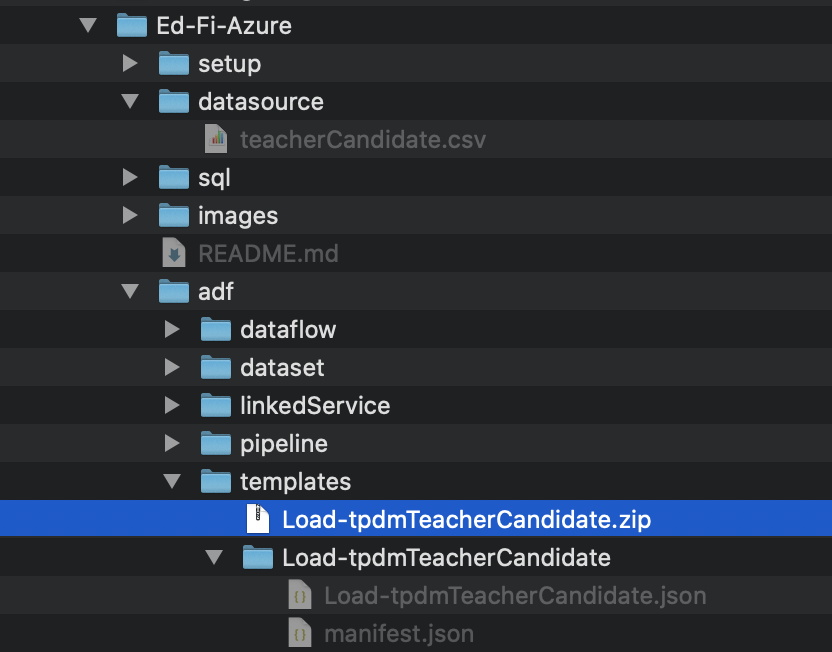 Ed-Fi-Azure
setup
datasource
teacherCandidate.csv
sql
images
README.md
adf
dataflow
dataset
linkedService
pipeline
templates
Load-tpdmTeacherCandidate.zip
Load-tpdmTeacherCandidate
Load-tpdmTeacherCandidate.json
manifest.json